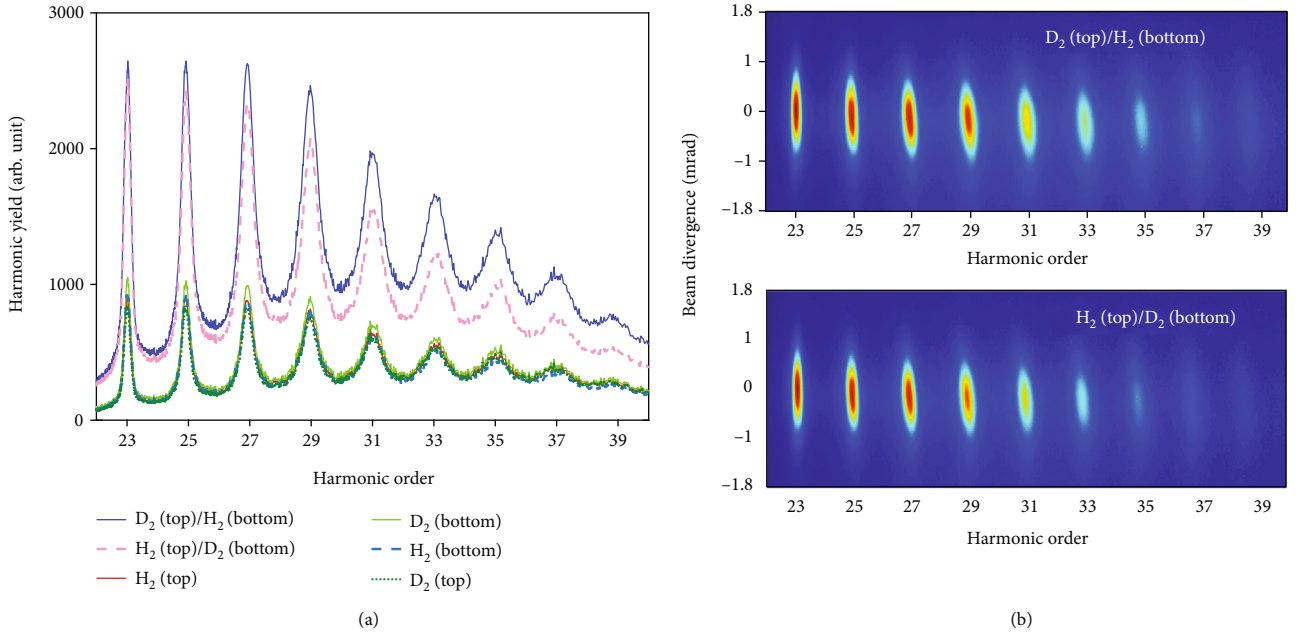 3000
2000
1000
0
Harmonic yield (arb. unit)
23 25 27 29 31 33 35 37 39
Harmonic order
D₂ (top)/H₂ (bottom)
H₂ (top)/D₂ (bottom)
H₂ (top)
D₂ (bottom)
H₂ (bottom)
D₂ (top)
(a)
Beam divergence (mrad)
1.8
1
0
–1
–1.8
D₂ (top)/H₂ (bottom)
23 25 27 29 31 33 35 37 39
Harmonic order
1.8
1
0
–1
–1.8
H₂ (top)/D₂ (bottom)
23 25 27 29 31 33 35 37 39
Harmonic order
(b)